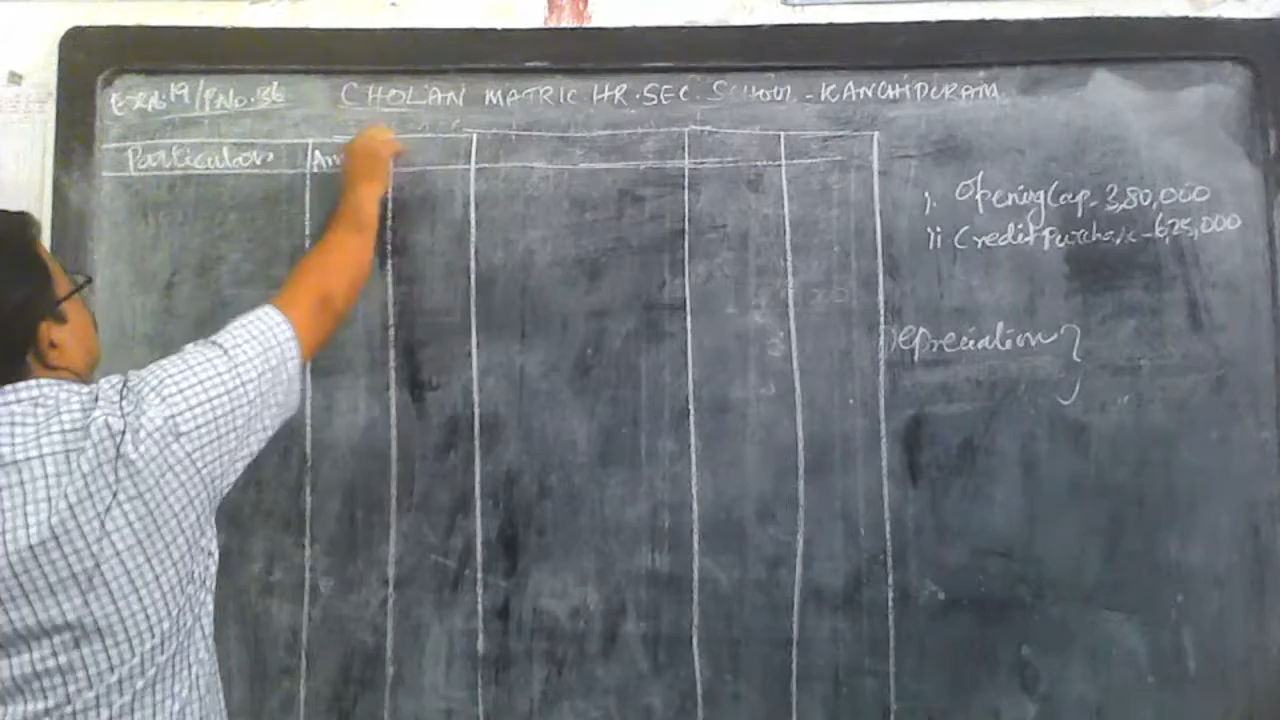 Ex.No.19/P.No.36 CHOLAN MATRIC.HR.SEC.SCHOOL-KANCHIPURAM
Particulars Am
i. Opening Cap - 3,80,000
ii Credit Purchase - 6,25,000
Depreciation }